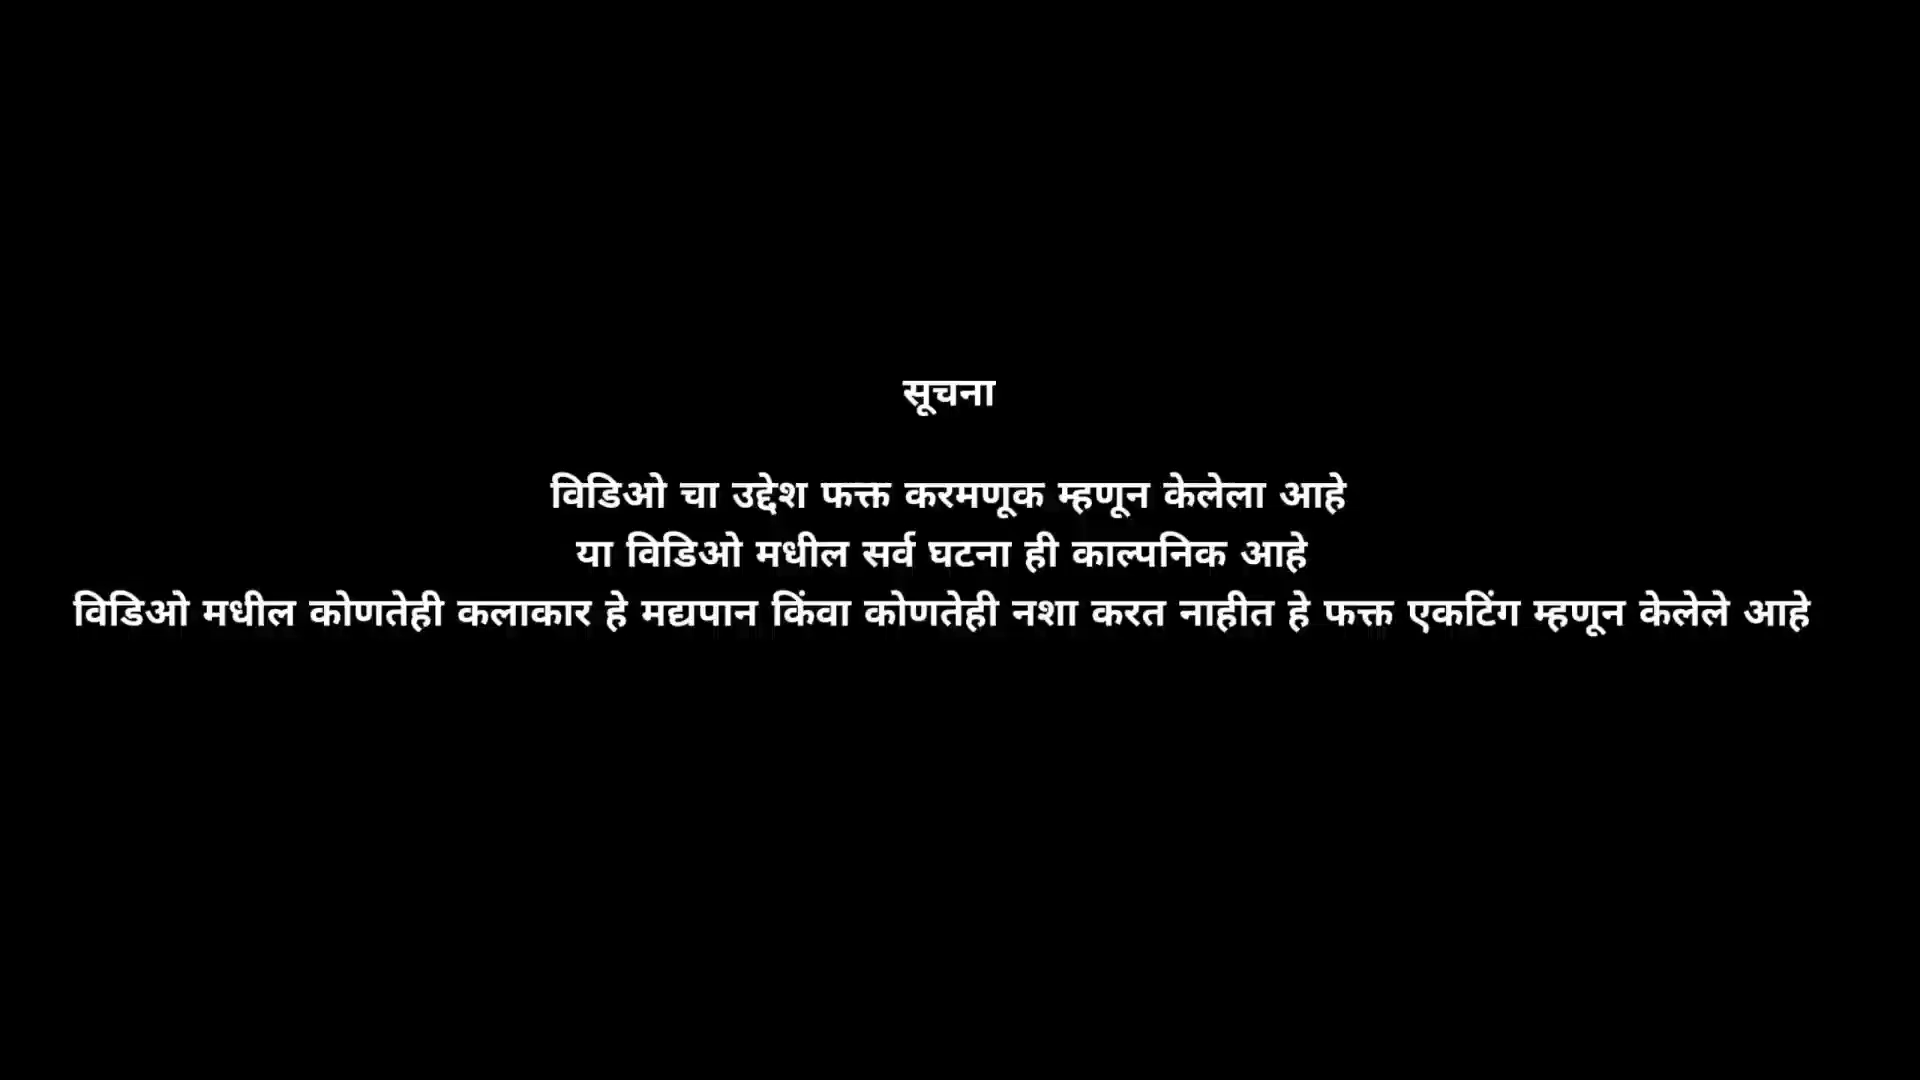 सूचना
विडिओ चा उद्देश फक्त करमणूक म्हणून केलेला आहे
या विडिओ मधील सर्व घटना ही काल्पनिक आहे
विडिओ मधील कोणतेही कलाकार हे मद्यपान किंवा कोणतेही नशा करत नाहीत हे फक्त एकटिंग म्हणून केलेले आहे